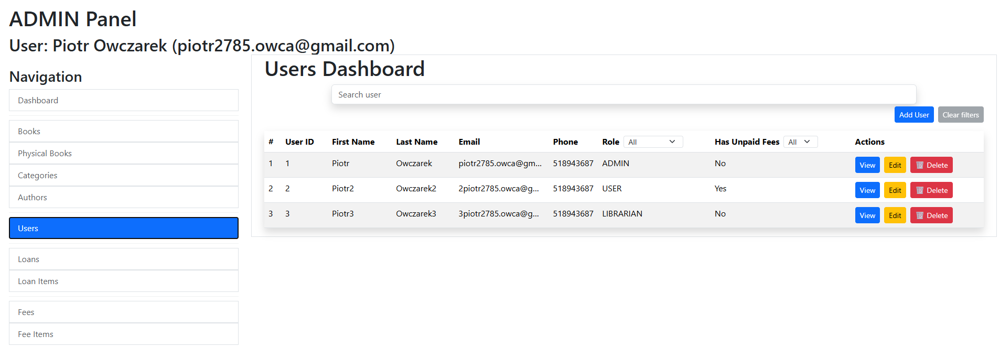 ADMIN Panel
User: Piotr Owczarek (piotr2785.owca@gmail.com)
Navigation
Dashboard
Books
Physical Books
Categories
Authors
Users
Loans
Loan Items
Fees
Fee Items
Users Dashboard
Search user
Add User Clear filters
# User ID First Name Last Name Email Phone Role All Has Unpaid Fees All Actions
1 1 Piotr Owczarek piotr2785.owca@gm... 518943687 ADMIN No View Edit Delete
2 2 Piotr2 Owczarek2 2piotr2785.owca@g... 518943687 USER Yes View Edit Delete
3 3 Piotr3 Owczarek3 3piotr2785.owca@g... 518943687 LIBRARIAN No View Edit Delete